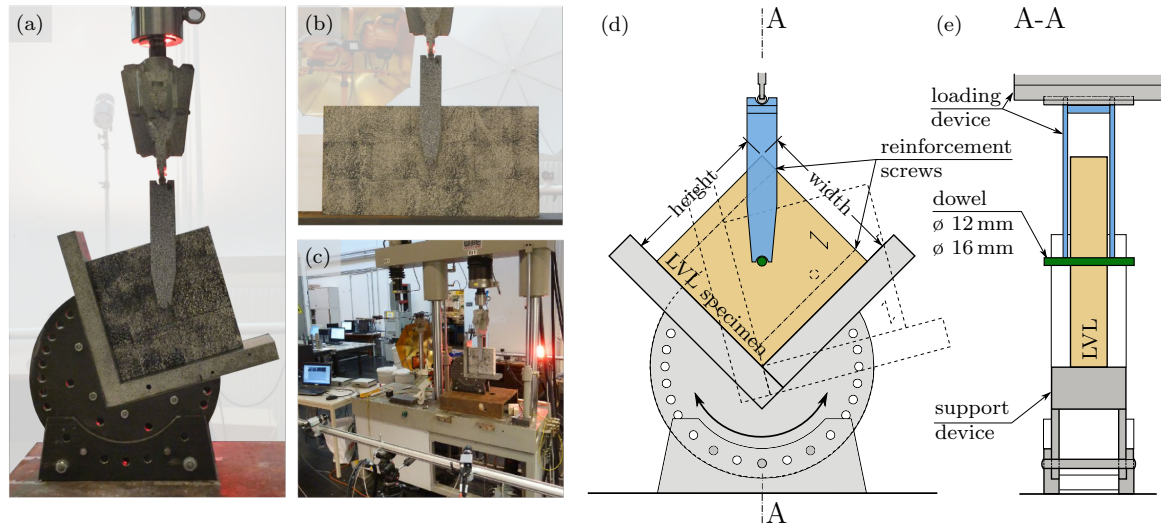 (a)
(b)
(c)
(d)
A
(e)
A-A
loading
device
reinforcement
screws
height
width
dowel
ø 12 mm
ø 16 mm
LVL specimen
LVL
support
device
A